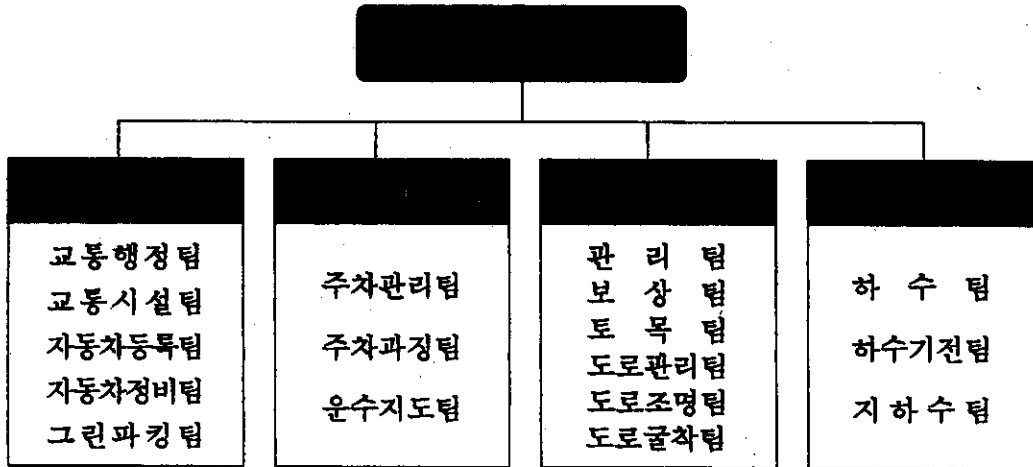 교통행정팀
교통시설팀
자동차등록팀
자동차정비팀
그린파킹팀
주차관리팀
주차과징팀
운수지도팀
관 리 팀
보 상 팀
토 목 팀
도로관리팀
도로조명팀
도로굴착팀
하 수 팀
하수기전팀
지하수팀